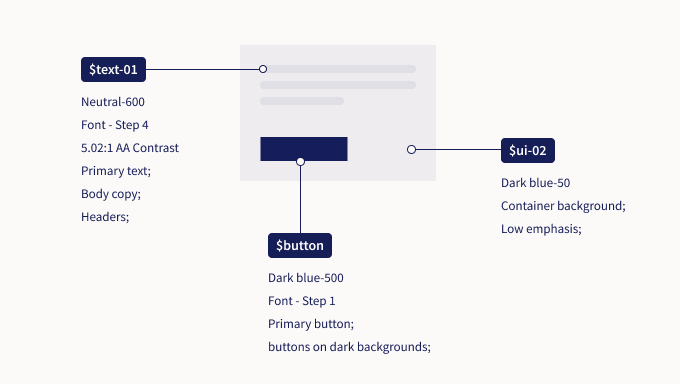 $text-01
Neutral-600
Font - Step 4
5.02:1 AA Contrast
Primary text;
Body copy;
Headers;
$ui-02
Dark blue-50
Container background;
Low emphasis;
$button
Dark blue-500
Font - Step 1
Primary button;
buttons on dark backgrounds;